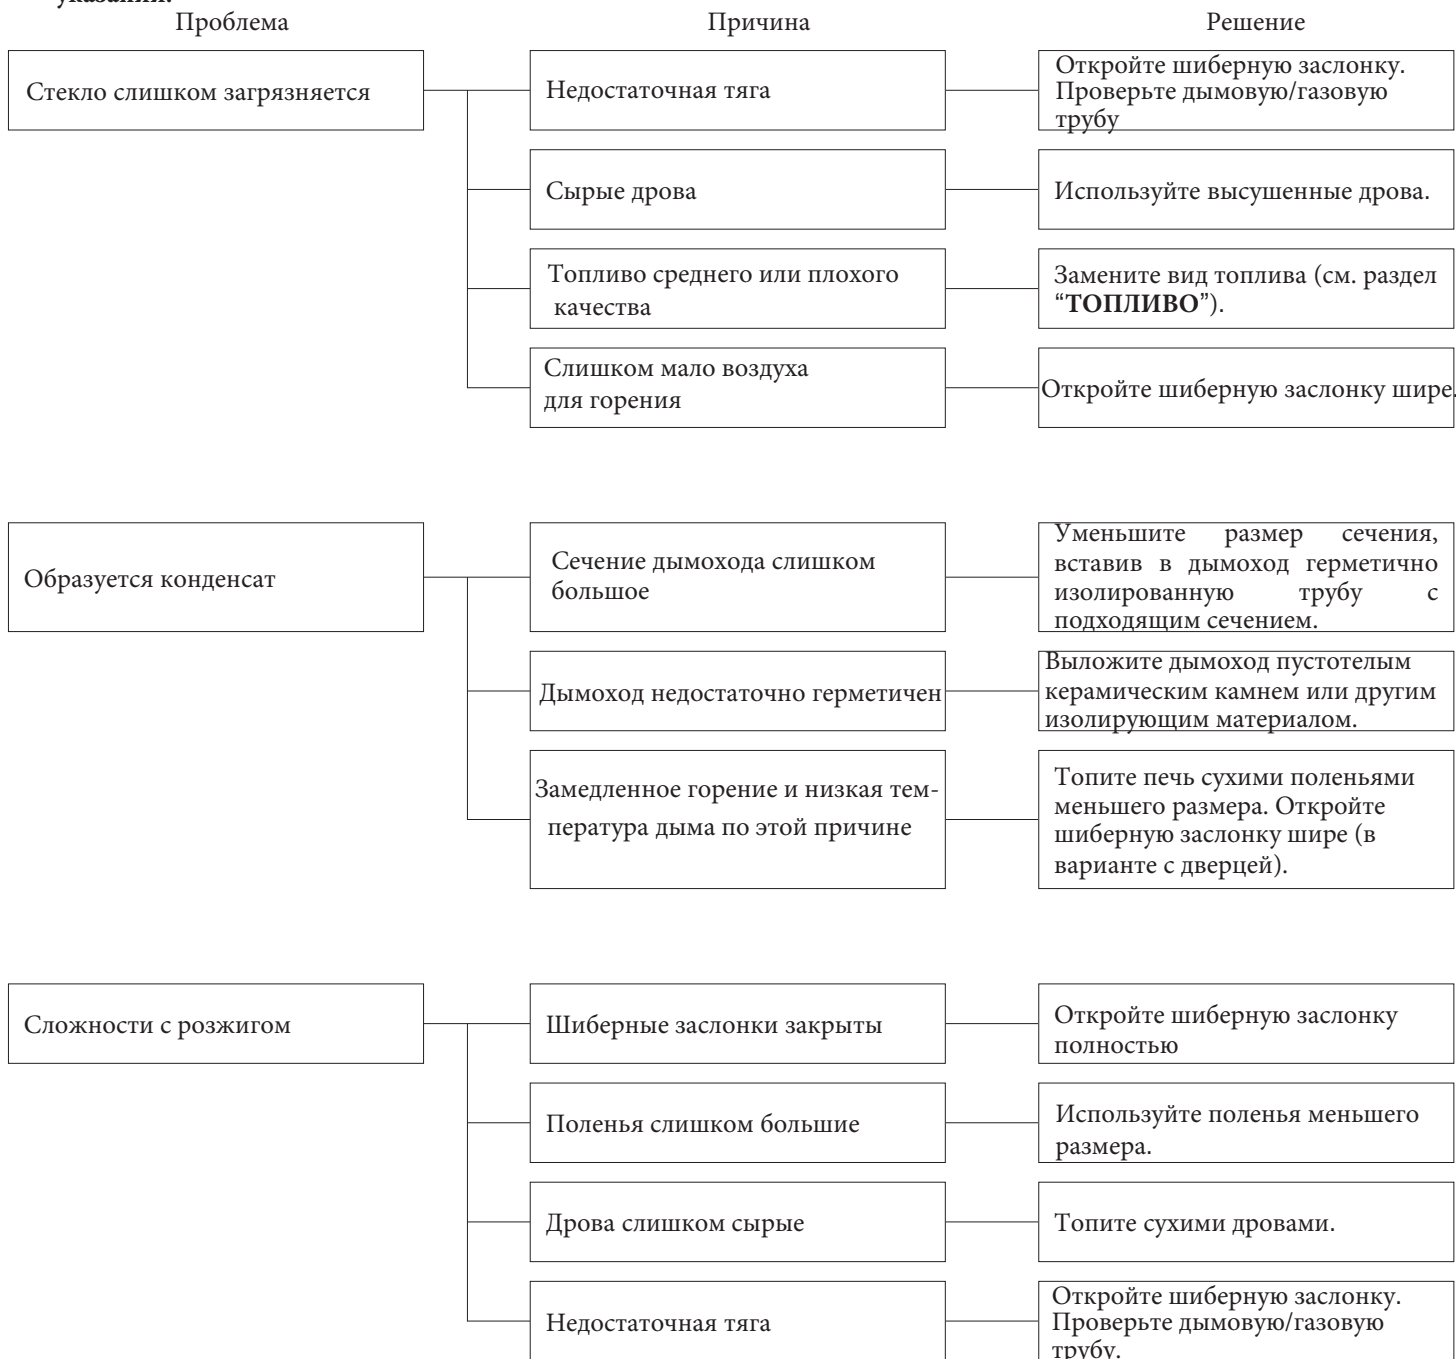 указаний.
Проблема
Причина
Решение
Стекло слишком загрязняется
Недостаточная тяга
Откройте шиберную заслонку.
Проверьте дымовую/газовую
трубу
Сырые дрова
Используйте высушенные дрова.
Топливо среднего или плохого
качества
Замените вид топлива (см. раздел
“ТОПЛИВО”).
Слишком мало воздуха
для горения
Откройте шиберную заслонку шире.
Образуется конденсат
Сечение дымохода слишком
большое
Уменьшите размер сечения,
вставив в дымоход герметично
изолированную трубу с
подходящим сечением.
Дымоход недостаточно герметичен
Выложите дымоход пустотелым
керамическим камнем или другим
изолирующим материалом.
Замедленное горение и низкая тем-
пература дыма по этой причине
Топите печь сухими поленьями
меньшего размера. Откройте
шиберную заслонку шире (в
варианте с дверцей).
Сложности с розжигом
Шиберные заслонки закрыты
Откройте шиберную заслонку
полностью
Поленья слишком большие
Используйте поленья меньшего
размера.
Дрова слишком сырые
Топите сухими дровами.
Недостаточная тяга
Откройте шиберную заслонку.
Проверьте дымовую/газовую
трубу.